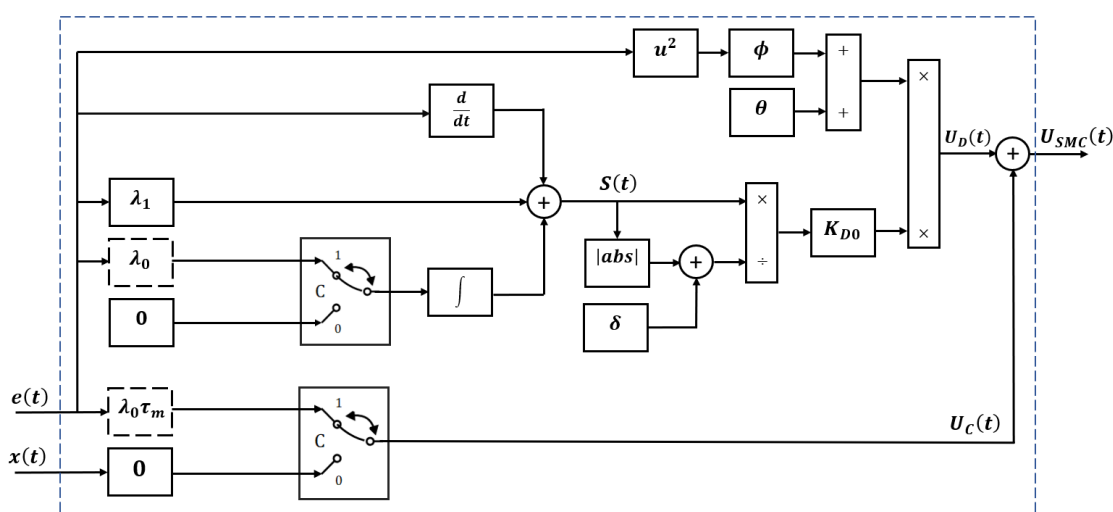 u²
ϕ
+
θ
+
×
d/dt
U_D(t)
+
U_SMC(t)
×
λ₁
+
S(t)
×
÷
K_D0
λ₀
1
C
0
∫
|abs|
+
0
δ
e(t)
λ₀τ_m
1
C
0
U_C(t)
x(t)
0